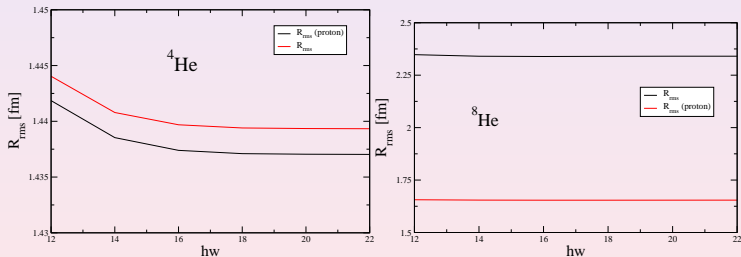 1.45
1.445
1.44
1.435
1.43
R_rms [fm]
⁴He
R_rms (proton)
R_rms
12 14 16 18 20 22
hw
2.5
2.25
2
1.75
1.5
R_rms [fm]
⁸He
R_rms
R_rms (proton)
12 14 16 18 20 22
hw